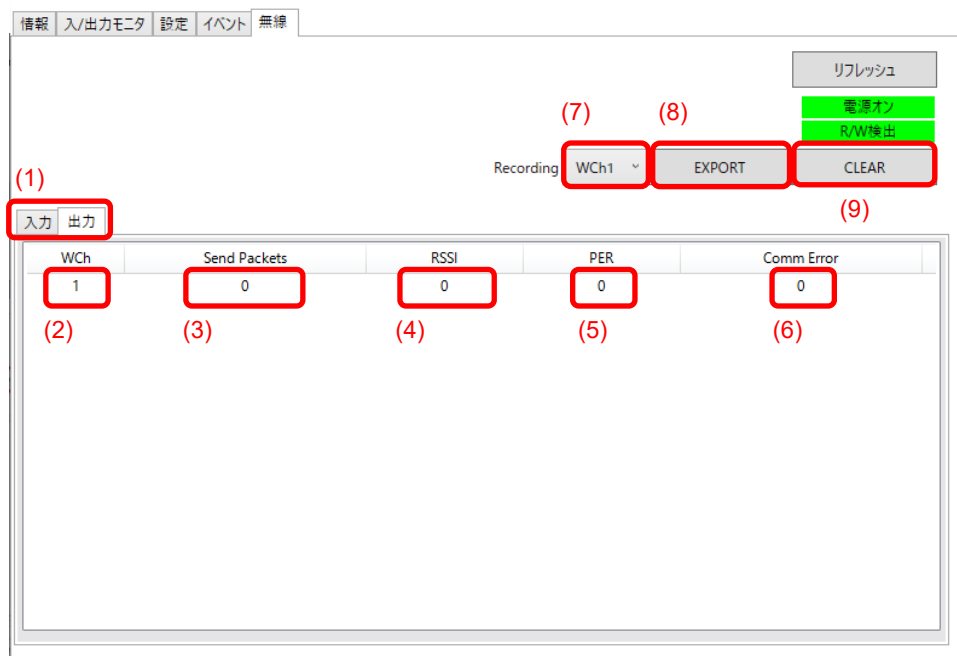 情報 入/出力モニタ 設定 イベント 無線
リフレッシュ
電源オン
(7) (8)
R/W検出
Recording WCh1 EXPORT CLEAR
(1)
(9)
入力 出力
WCh Send Packets RSSI PER Comm Error
1 0 0 0 0
(2) (3) (4) (5) (6)